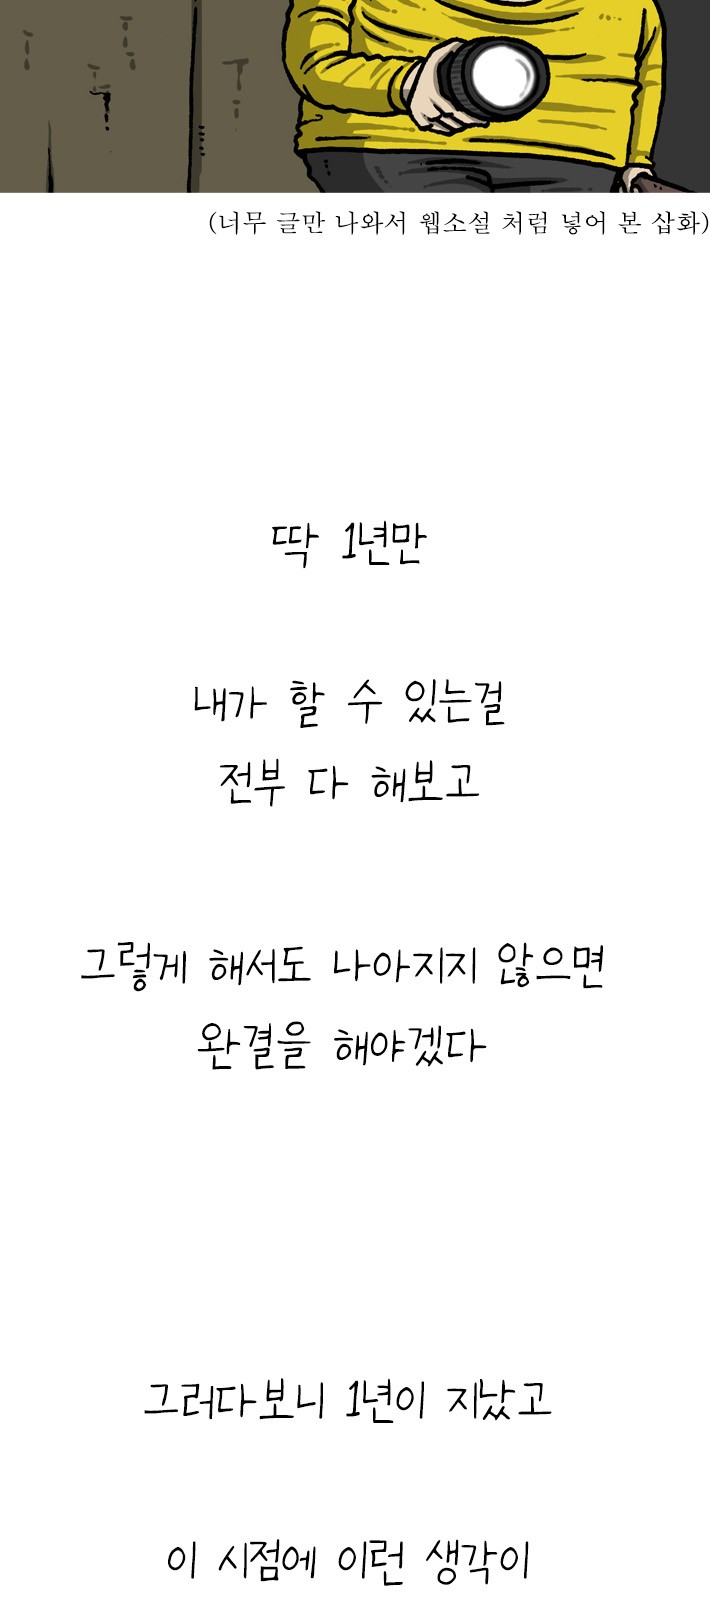 (너무 글만 나와서 웹소설 처럼 넣어 본 삽화)
딱 1년만
내가 할 수 있는걸
전부 다 해보고
그렇게 해서도 나아지지 않으면
완결을 해야겠다
그러다보니 1년이 지났고
이 시점에 이런 생각이